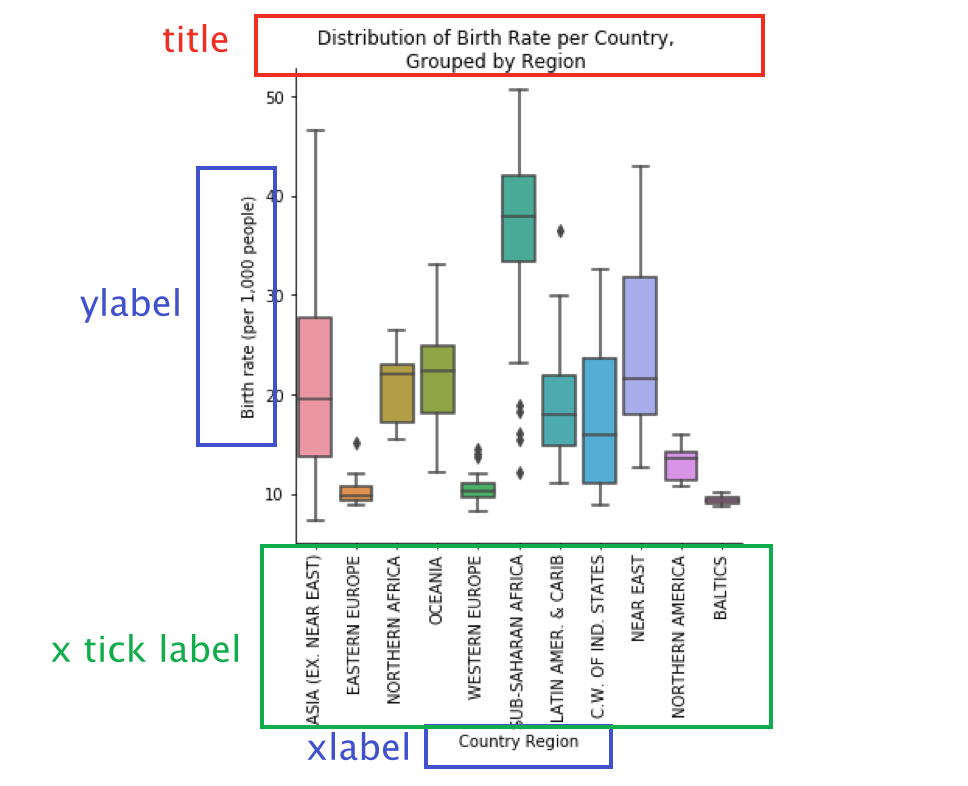 title
Distribution of Birth Rate per Country,
Grouped by Region
50
40
30
20
10
ylabel
Birth rate (per 1,000 people)
x tick label
ASIA (EX. NEAR EAST)
EASTERN EUROPE
NORTHERN AFRICA
OCEANIA
WESTERN EUROPE
SUB-SAHARAN AFRICA
LATIN AMER. & CARIB
C.W. OF IND. STATES
NEAR EAST
NORTHERN AMERICA
BALTICS
xlabel
Country Region